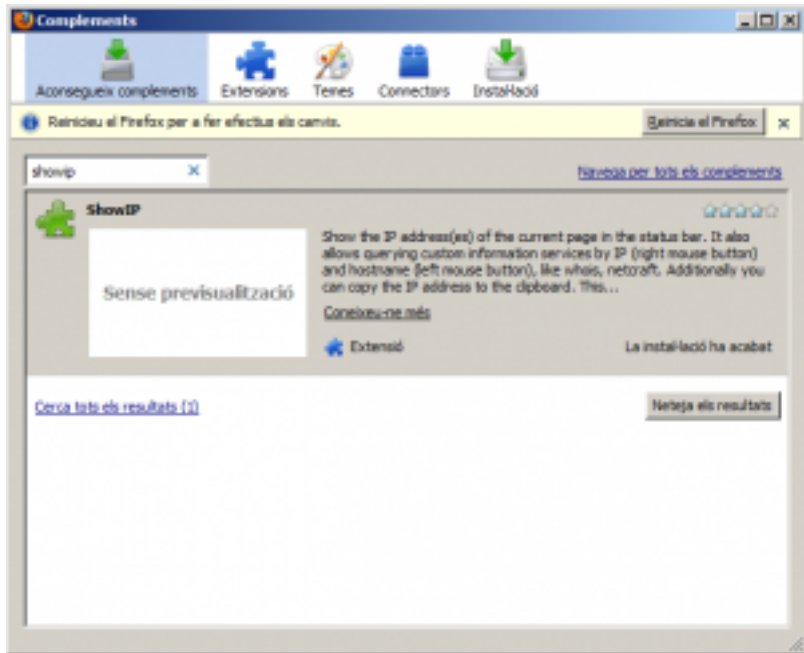 Complements
Aconsegueix complements
Extensions
Temes
Connectors
Instal·lació
Reinicieu el Firefox per a fer efectius els canvis.
Reinicia el Firefox
showip
Navega per tots els complements
ShowIP
Sense previsualització
Show the IP address(es) of the current page in the status bar. It also
allows querying custom information services by IP (right mouse button)
and hostname (left mouse button), like whois, netcraft. Additionally you
can copy the IP address to the clipboard. This...
Coneixeu-ne més
Extensió
La instal·lació ha acabat
Cerca tots els resultats (1)
Neteja els resultats